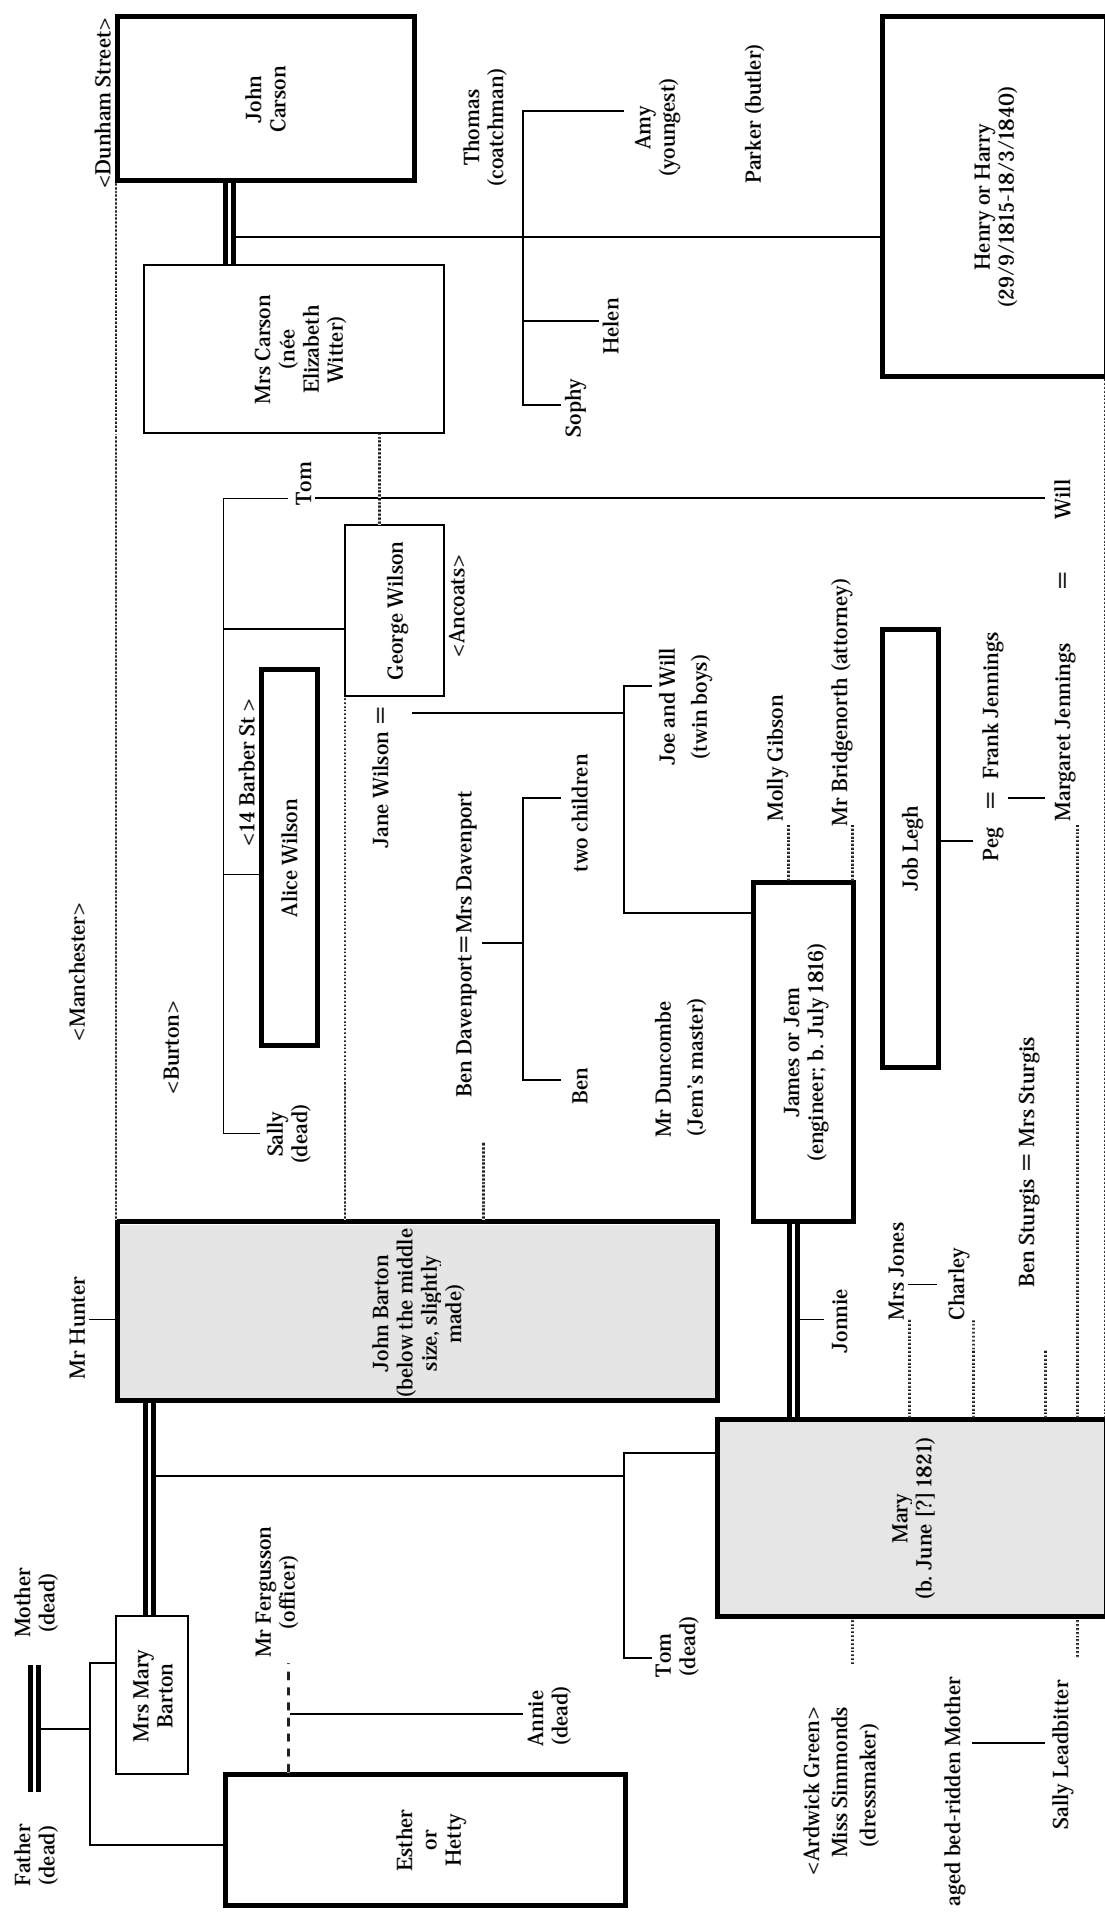 <Manchester>
Father
(dead)
Mother
(dead)
Mr Hunter
<Dunham Street>
Mrs Mary
Barton
<Burton>
John
Carson
Mrs Carson
(née
Elizabeth
Witter)
<14 Barber St >
Sally
(dead)
Alice Wilson
Tom
Mr Fergusson
(officer)
Esther
or
Hetty
John Barton
(below the middle
size, slightly
made)
Jane Wilson =
George Wilson
<Ancoats>
Ben Davenport=Mrs Davenport
Thomas
(coatchman)
Annie
(dead)
Ben
two children
Sophy
Helen
Amy
(youngest)
Tom
(dead)
Mr Duncombe
(Jem's master)
Joe and Will
(twin boys)
Parker (butler)
Molly Gibson
James or Jem
(engineer; b. July 1816)
Mr Bridgenorth (attorney)
<Ardwick Green>
Miss Simmonds
(dressmaker)
Jonnie
Mary
(b. June [?] 1821)
Mrs Jones
Job Legh
Charley
aged bed-ridden Mother
Peg = Frank Jennings
Henry or Harry
(29/9/1815-18/3/1840)
Ben Sturgis = Mrs Sturgis
Sally Leadbitter
Margaret Jennings = Will